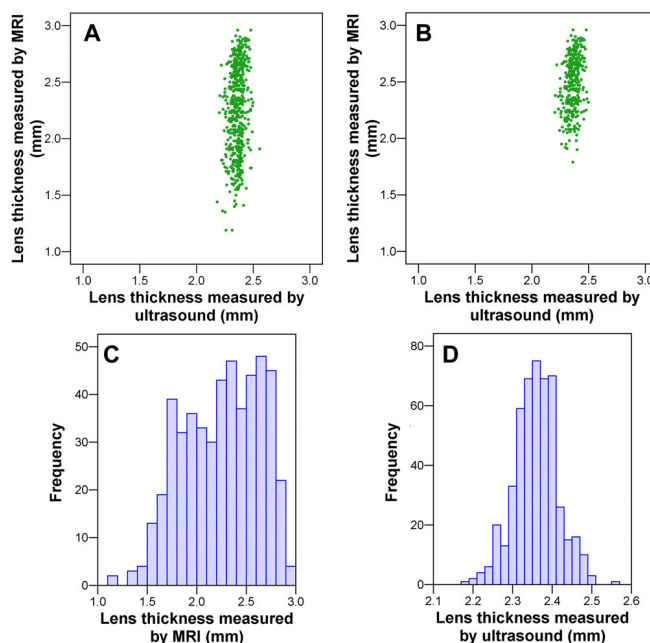 A
Lens thickness measured by MRI
(mm)
3.0
2.5
2.0
1.5
1.0
1.0 1.5 2.0 2.5 3.0
Lens thickness measured by
ultrasound (mm)
B
Lens thickness measured by MRI
(mm)
3.0
2.5
2.0
1.5
1.0
1.0 1.5 2.0 2.5 3.0
Lens thickness measured by
ultrasound (mm)
C
Frequency
50
40
30
20
10
0
1.0 1.5 2.0 2.5 3.0
Lens thickness measured
by MRI (mm)
D
Frequency
80
60
40
20
0
2.1 2.2 2.3 2.4 2.5 2.6
Lens thickness measured
by ultrasound (mm)